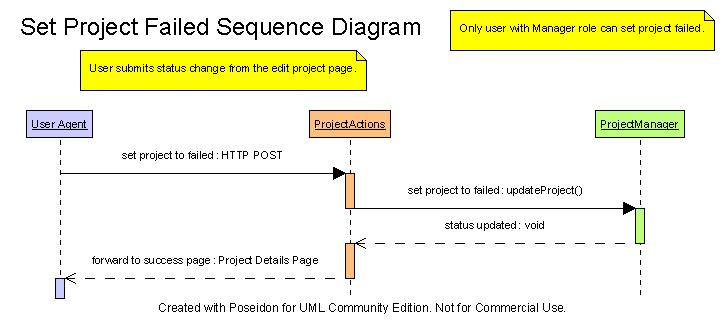 Set Project Failed Sequence Diagram
Only user with Manager role can set project failed.
User submits status change from the edit project page.
User Agent
ProjectActions
ProjectManager
set project to failed : HTTP POST
set project to failed : updateProject()
status updated : void
forward to success page : Project Details Page
Created with Poseidon for UML Community Edition. Not for Commercial Use.